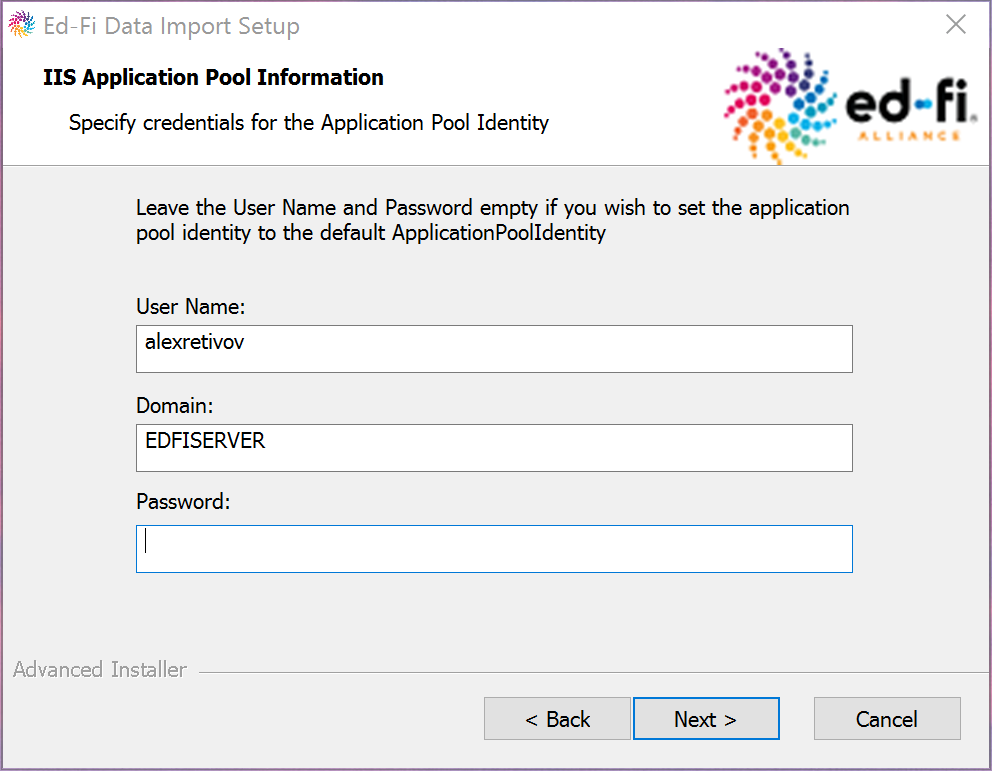 Ed-Fi Data Import Setup
IIS Application Pool Information
Specify credentials for the Application Pool Identity
ed-fi®
ALLIANCE
Leave the User Name and Password empty if you wish to set the application
pool identity to the default ApplicationPoolIdentity
User Name:
alexretivov
Domain:
EDFISERVER
Password:
Advanced Installer
< Back
Next >
Cancel